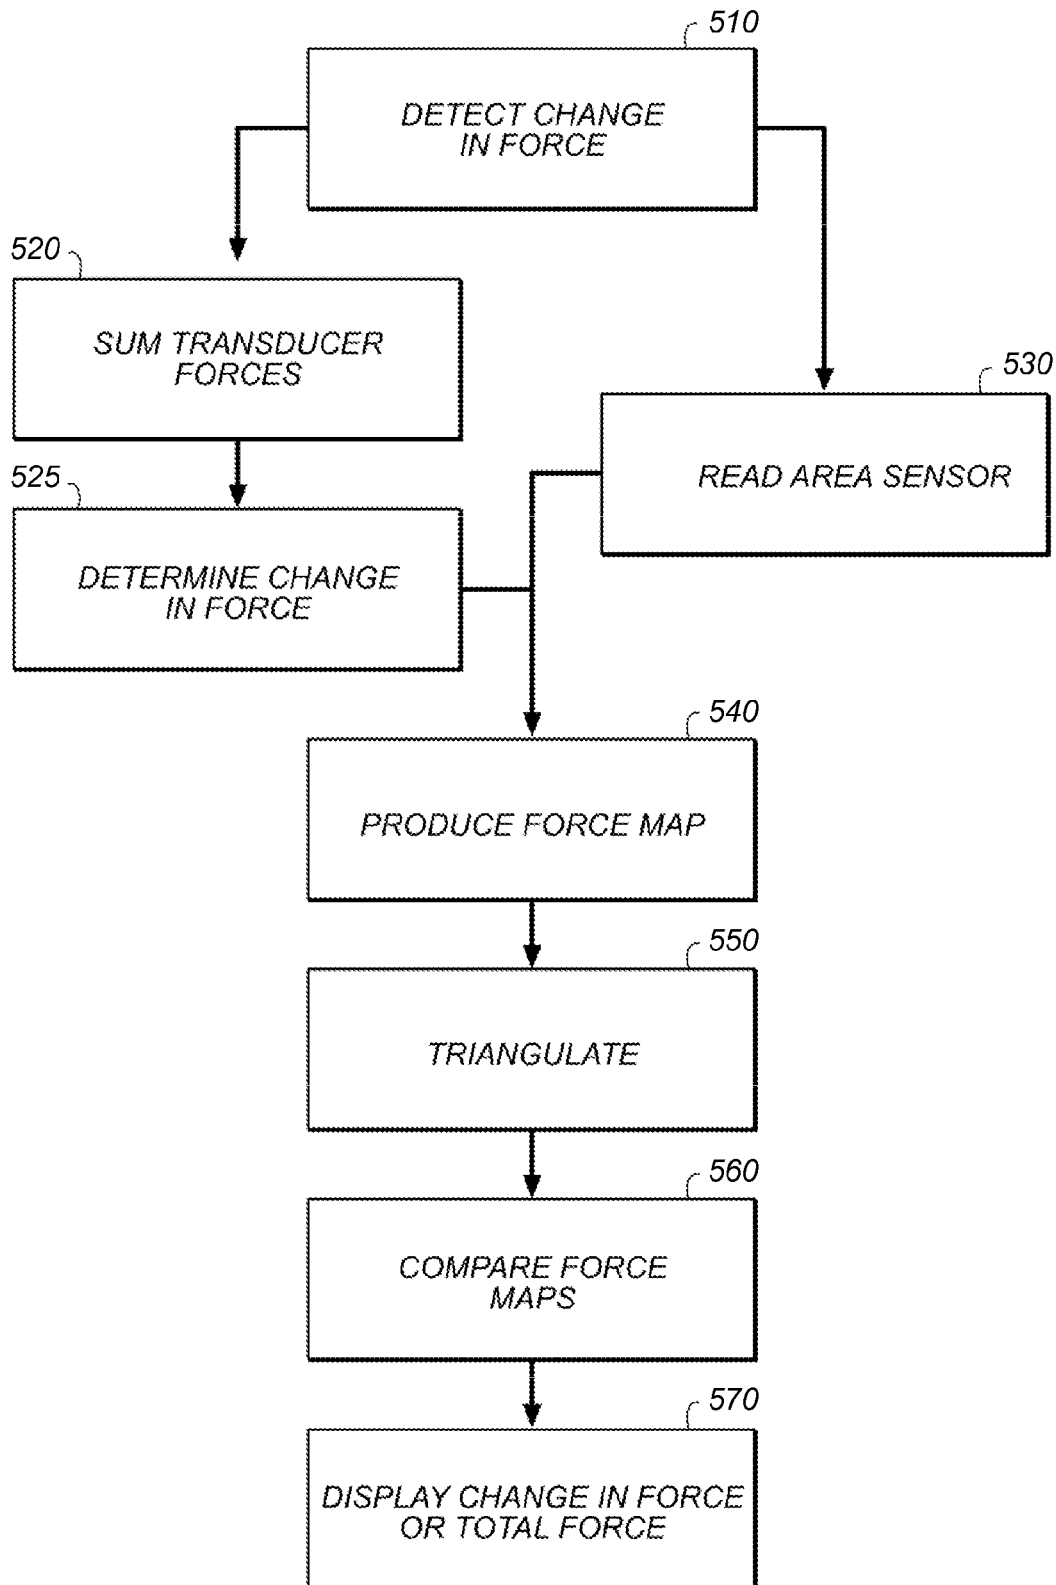 510
DETECT CHANGE
IN FORCE
520
SUM TRANSDUCER
FORCES
530
READ AREA SENSOR
525
DETERMINE CHANGE
IN FORCE
540
PRODUCE FORCE MAP
550
TRIANGULATE
560
COMPARE FORCE
MAPS
570
DISPLAY CHANGE IN FORCE
OR TOTAL FORCE